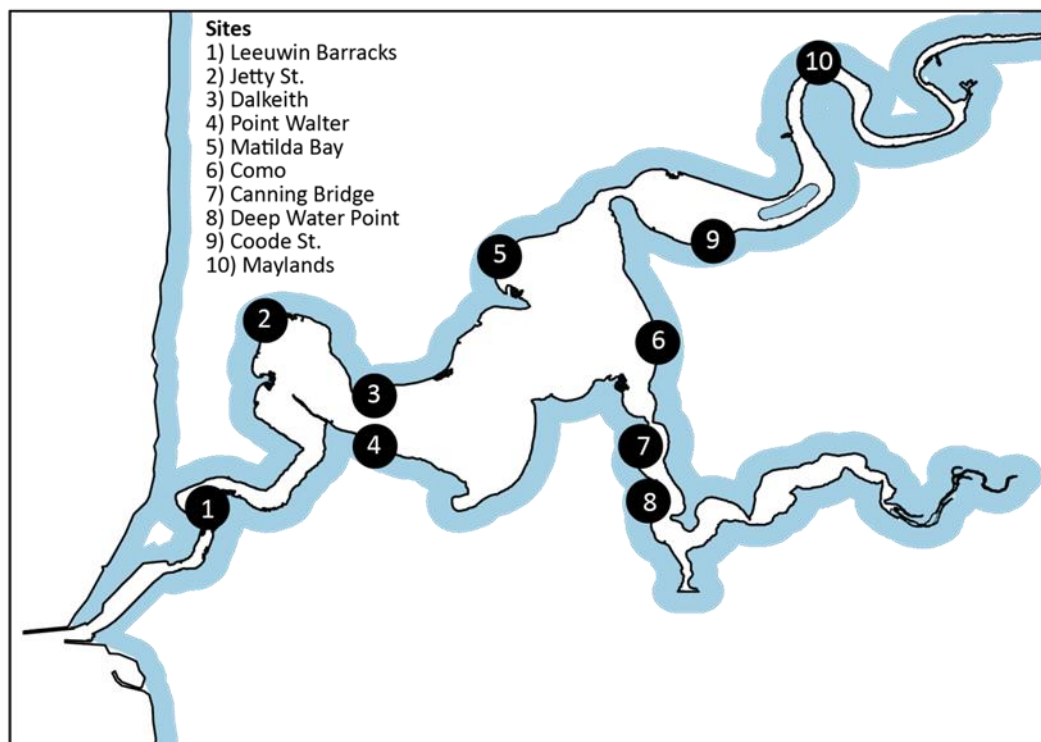 Sites
1) Leeuwin Barracks
2) Jetty St.
3) Dalkeith
4) Point Walter
5) Matilda Bay
6) Como
7) Canning Bridge
8) Deep Water Point
9) Coode St.
10) Maylands
10
9
5
2
6
3
4
7
8
1